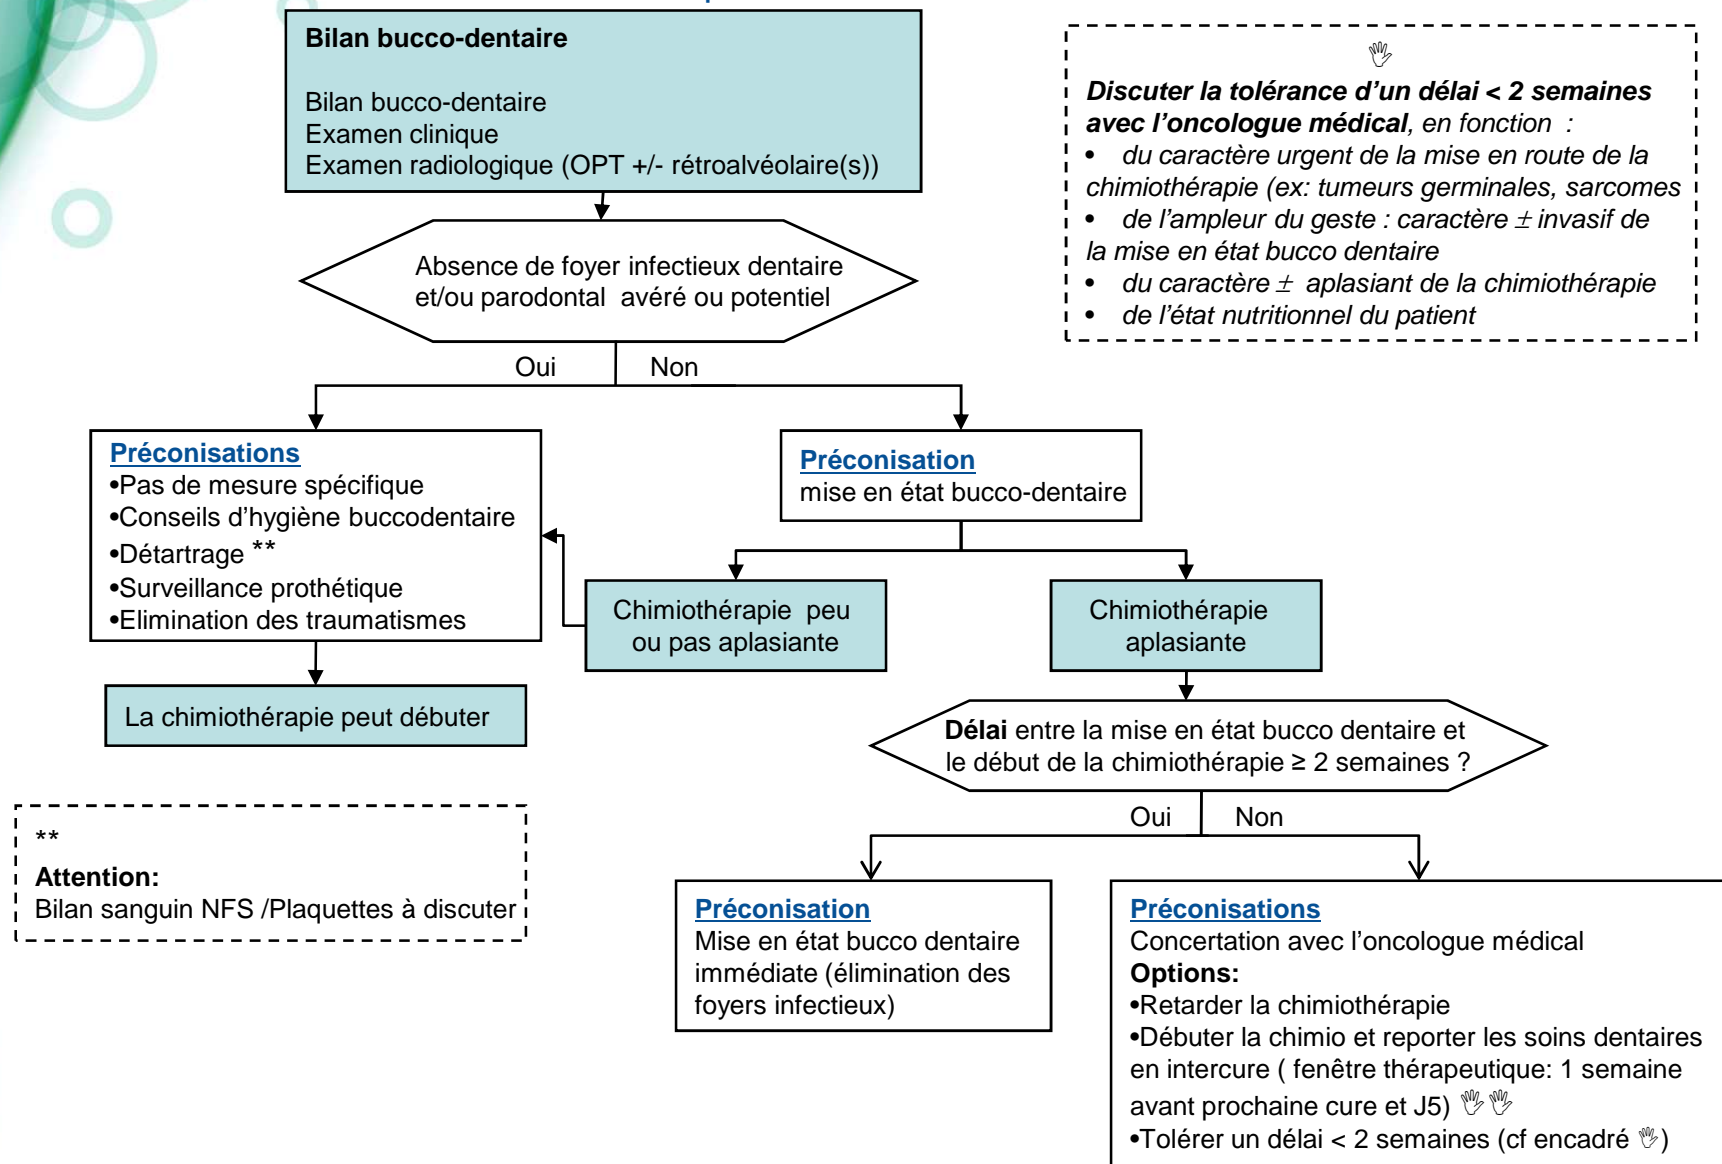 Bilan bucco-dentaire
Bilan bucco-dentaire
Examen clinique
Examen radiologique (OPT +/- rétroalvéolaire(s))
🖑
Discuter la tolérance d’un délai < 2 semaines
avec l’oncologue médical, en fonction :
• du caractère urgent de la mise en route de la
chimiothérapie (ex: tumeurs germinales, sarcomes
• de l’ampleur du geste : caractère ± invasif de
la mise en état bucco dentaire
• du caractère ± aplasiant de la chimiothérapie
• de l’état nutritionnel du patient
Absence de foyer infectieux dentaire
et/ou parodontal avéré ou potentiel
Oui
Non
Préconisations
•Pas de mesure spécifique
•Conseils d’hygiène buccodentaire
•Détartrage **
•Surveillance prothétique
•Elimination des traumatismes
Préconisation
mise en état bucco-dentaire
Chimiothérapie peu
ou pas aplasiante
Chimiothérapie
aplasiante
La chimiothérapie peut débuter
Délai entre la mise en état bucco dentaire et
le début de la chimiothérapie ≥ 2 semaines ?
Oui
Non
**
Attention:
Bilan sanguin NFS /Plaquettes à discuter
Préconisation
Mise en état bucco dentaire
immédiate (élimination des
foyers infectieux)
Préconisations
Concertation avec l’oncologue médical
Options:
•Retarder la chimiothérapie
•Débuter la chimio et reporter les soins dentaires
en intercure ( fenêtre thérapeutique: 1 semaine
avant prochaine cure et J5) 🖑🖑
•Tolérer un délai < 2 semaines (cf encadré 🖑)